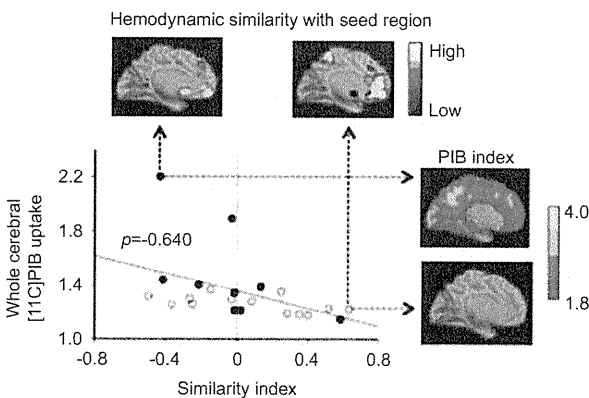 Hemodynamic similarity with seed region
High
Low
PIB index
4.0
1.8
Whole cerebral
[11C]PIB uptake
2.2
1.8
1.4
1.0
p=-0.640
-0.8
-0.4
0
0.4
0.8
Similarity index